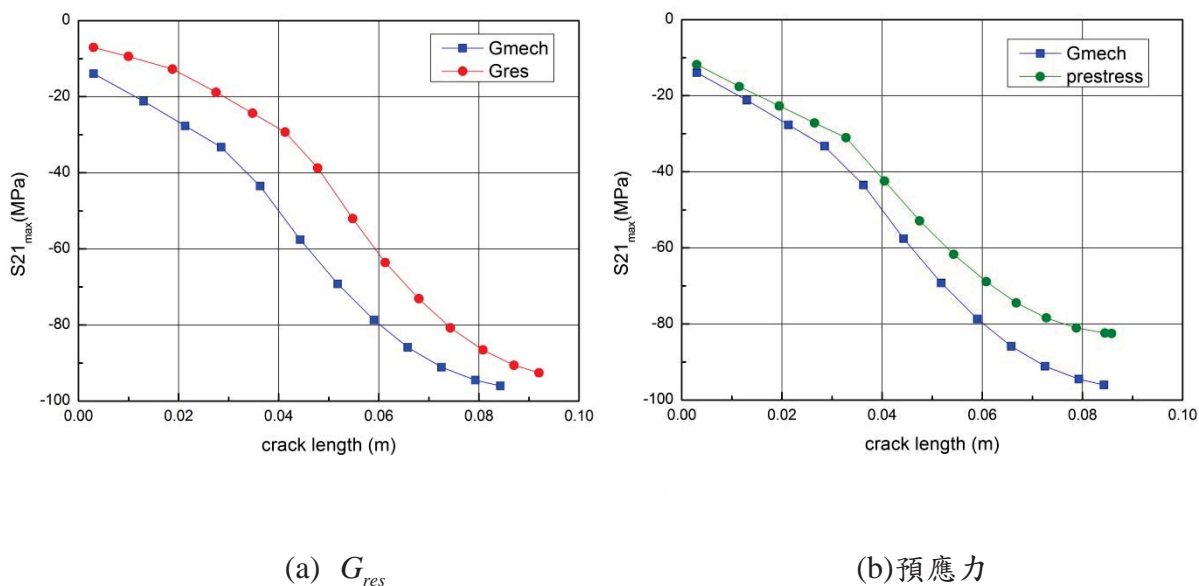 0
-20
-40
-60
-80
-100
0.00 0.02 0.04 0.06 0.08 0.10
S21max(MPa)
crack length (m)
Gmech
Gres
0
-20
-40
-60
-80
-100
0.00 0.02 0.04 0.06 0.08 0.10
S21max(MPa)
crack length (m)
Gmech
prestress
(a) Gres
(b)預應力